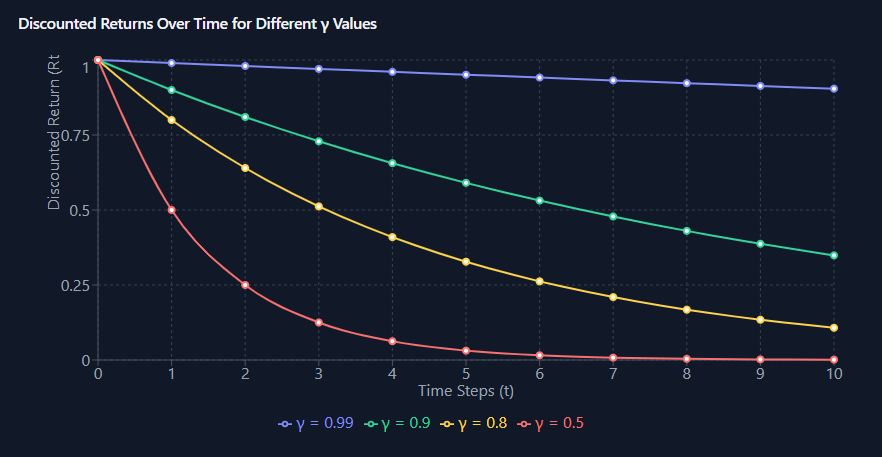 Discounted Returns Over Time for Different γ Values
Discounted Return (Rt
1
0.75
0.5
0.25
0
0 1 2 3 4 5 6 7 8 9 10
Time Steps (t)
γ = 0.99 γ = 0.9 γ = 0.8 γ = 0.5